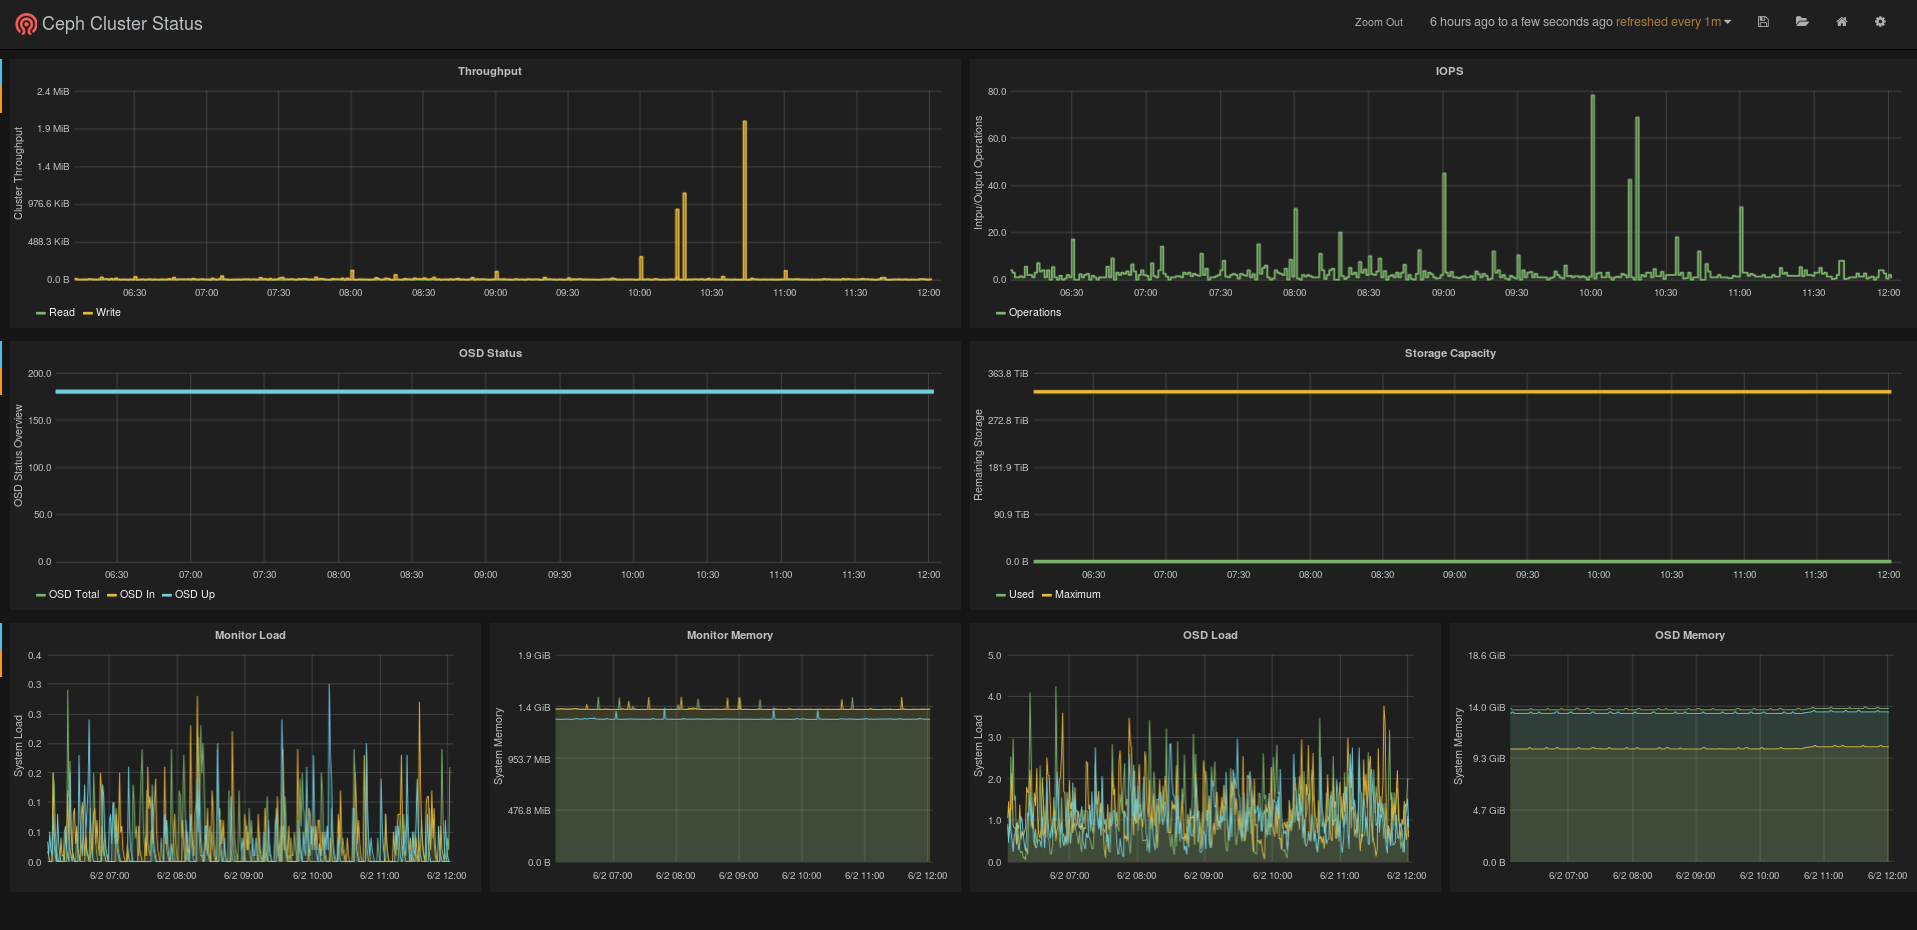 Ceph Cluster Status
Zoom Out 6 hours ago to a few seconds ago refreshed every 1m
Throughput
Cluster Throughput
2.4 MiB
1.9 MiB
1.4 MiB
976.6 KiB
488.3 KiB
0.0 B
06:30 07:00 07:30 08:00 08:30 09:00 09:30 10:00 10:30 11:00 11:30 12:00
Read Write
IOPS
Intpu/Output Operations
80.0
60.0
40.0
20.0
0.0
06:30 07:00 07:30 08:00 08:30 09:00 09:30 10:00 10:30 11:00 11:30 12:00
Operations
OSD Status
OSD Status Overview
200.0
150.0
100.0
50.0
0.0
06:30 07:00 07:30 08:00 08:30 09:00 09:30 10:00 10:30 11:00 11:30 12:00
OSD Total OSD In OSD Up
Storage Capacity
Remaining Storage
363.8 TiB
272.8 TiB
181.9 TiB
90.9 TiB
0.0 B
06:30 07:00 07:30 08:00 08:30 09:00 09:30 10:00 10:30 11:00 11:30 12:00
Used Maximum
Monitor Load
System Load
0.4
0.3
0.3
0.2
0.2
0.1
0.1
0.0
6/2 07:00 6/2 08:00 6/2 09:00 6/2 10:00 6/2 11:00 6/2 12:00
Monitor Memory
System Memory
1.9 GiB
1.4 GiB
953.7 MiB
476.8 MiB
0.0 B
6/2 07:00 6/2 08:00 6/2 09:00 6/2 10:00 6/2 11:00 6/2 12:00
OSD Load
System Load
5.0
4.0
3.0
2.0
1.0
0.0
6/2 07:00 6/2 08:00 6/2 09:00 6/2 10:00 6/2 11:00 6/2 12:00
OSD Memory
System Memory
18.6 GiB
14.0 GiB
9.3 GiB
4.7 GiB
0.0 B
6/2 07:00 6/2 08:00 6/2 09:00 6/2 10:00 6/2 11:00 6/2 12:00